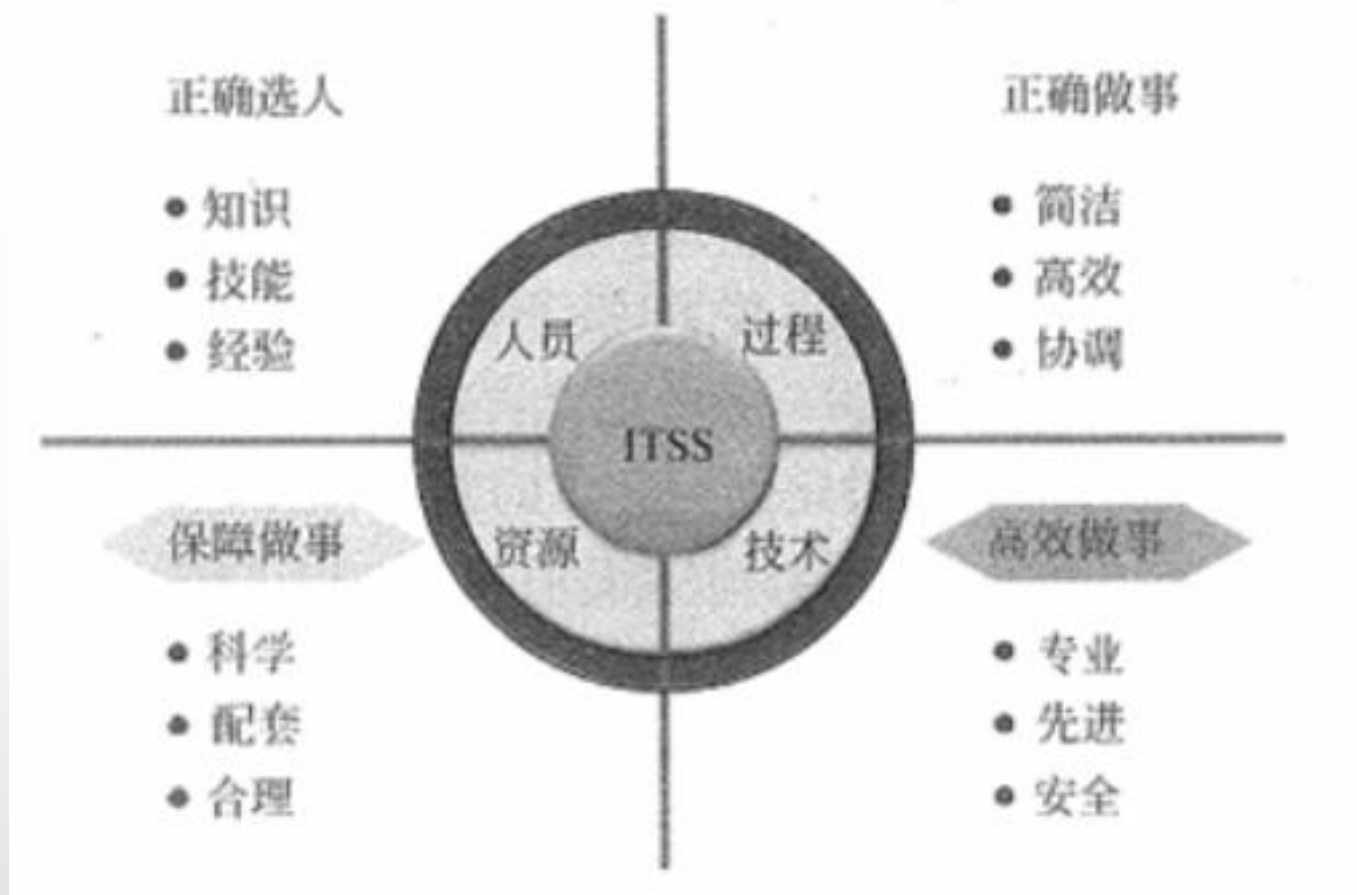 正确选人
● 知识
● 技能
● 经验
正确做事
● 简洁
● 高效
● 协调
人员
过程
ITSS
资源
技术
保障做事
● 科学
● 配套
● 合理
高效做事
● 专业
● 先进
● 安全